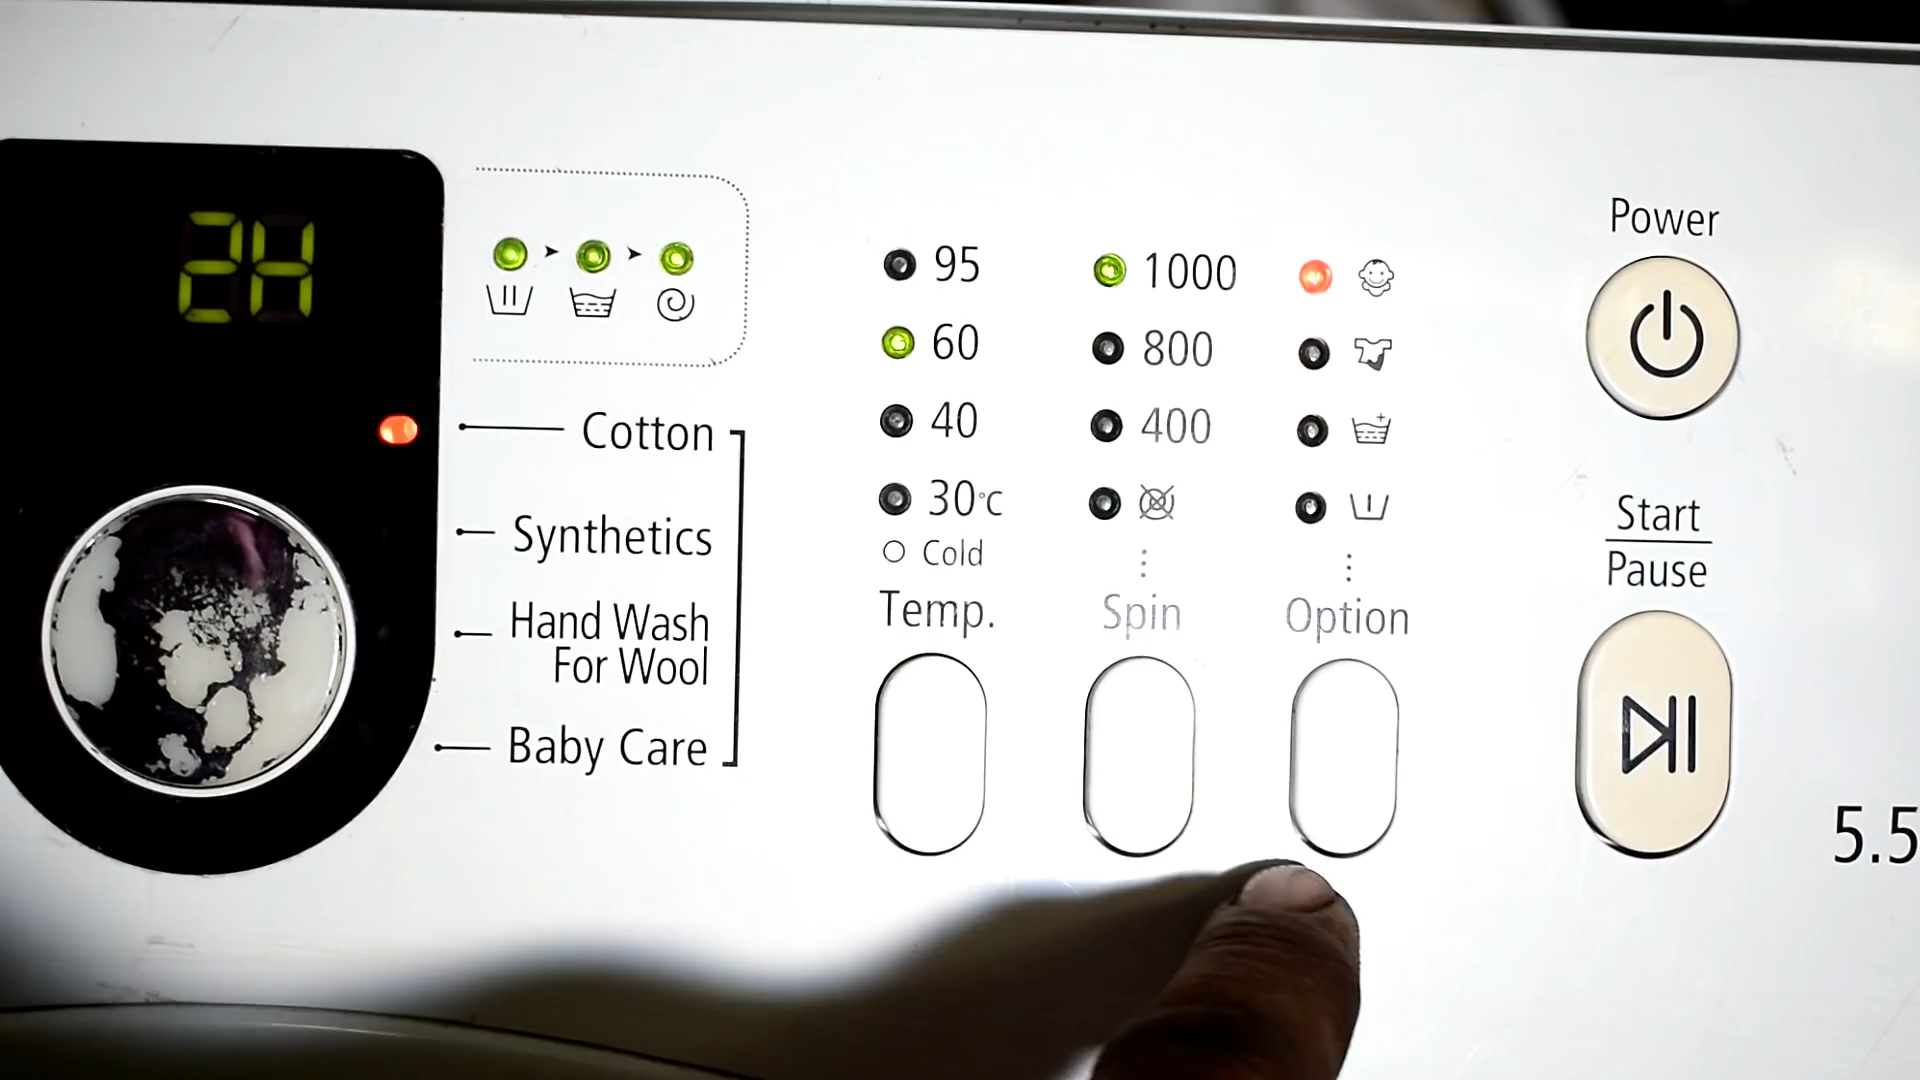 2H
Cotton
Synthetics
Hand Wash
For Wool
Baby Care
95
60
40
30°C
Cold
Temp.
1000
800
400
Spin
Option
Power
Start
Pause
5.5